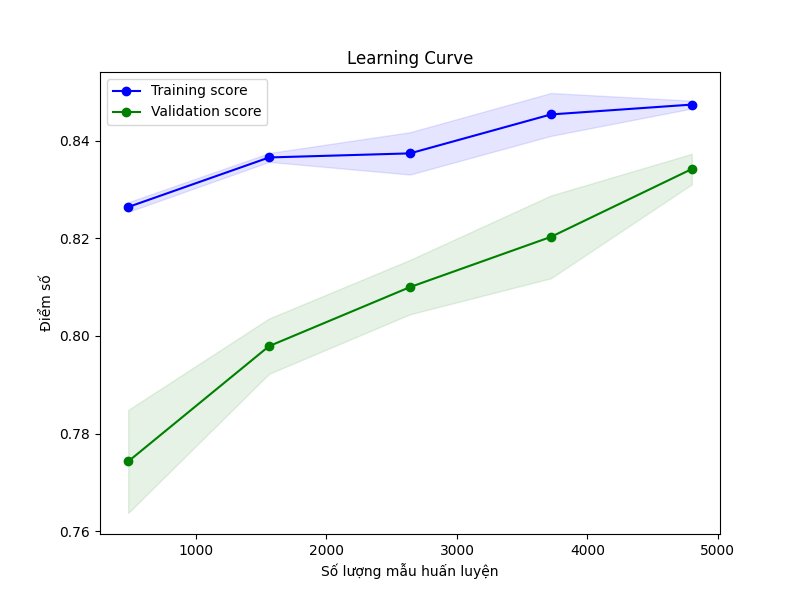 Learning Curve
Training score
Validation score
0.84
0.82
0.80
0.78
0.76
Điểm số
1000
2000
3000
4000
5000
Số lượng mẫu huấn luyện